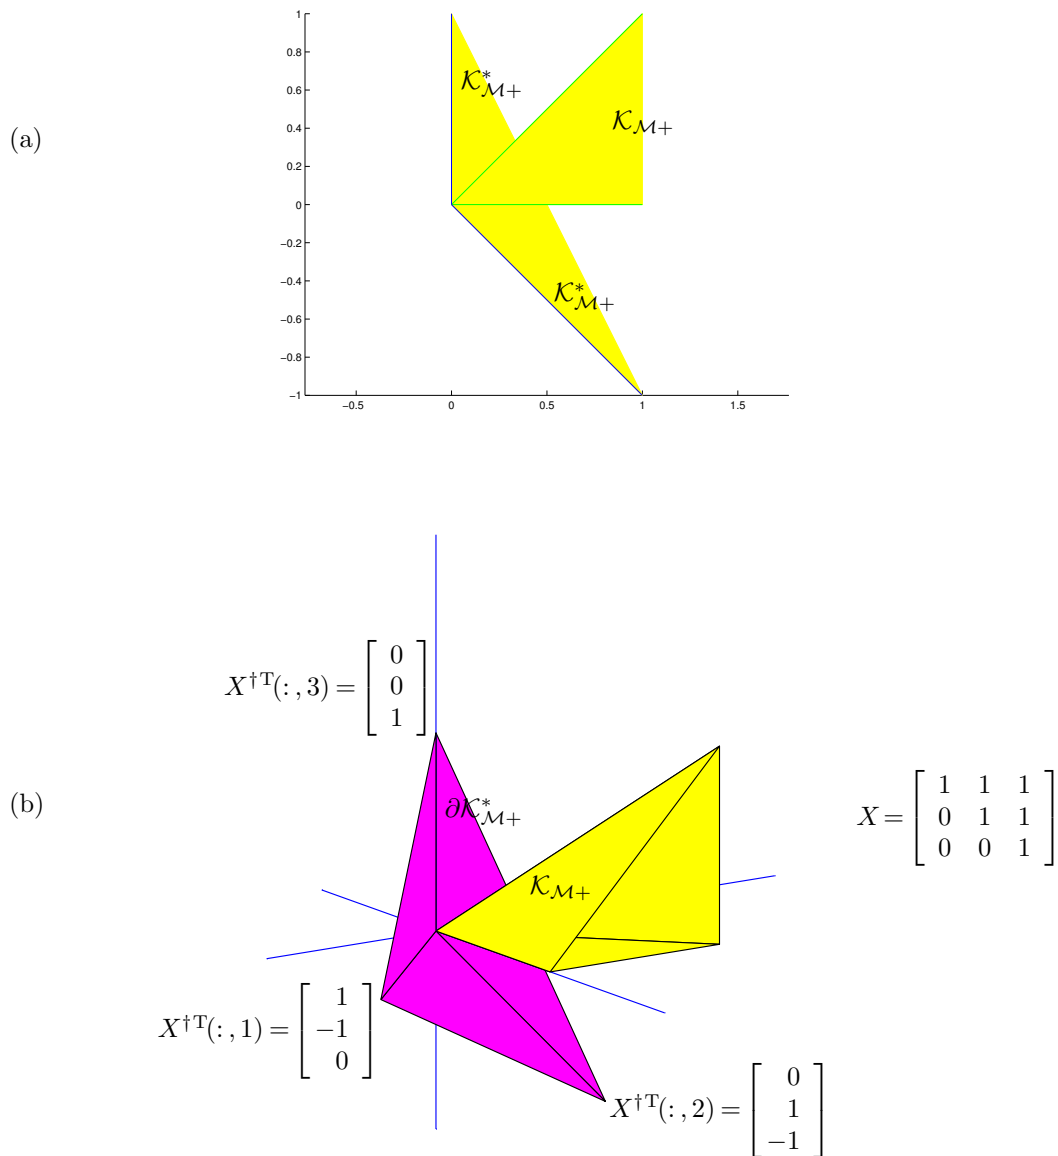 1
0.8
𝒦*ℳ+
0.6
0.4
𝒦ℳ+
(a)
0.2
0
−0.2
−0.4
𝒦*ℳ+
−0.6
−0.8
−1
−0.5 0 0.5 1 1.5
X†T(: , 3) = [ 0 0 1 ]
(b)
∂𝒦*ℳ+
X = [ 1 1 1
0 1 1
0 0 1 ]
𝒦ℳ+
X†T(: , 1) = [ 1 −1 0 ]
X†T(: , 2) = [ 0 1 −1 ]